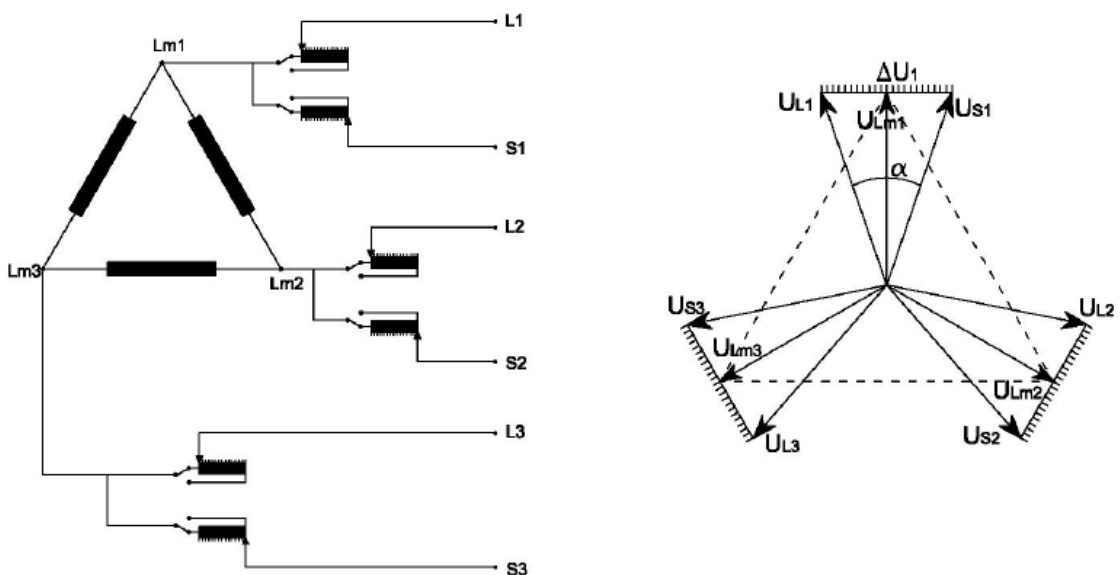 L1
Lm1
S1
L2
Lm3
Lm2
S2
L3
S3
ΔU1
UL1
ULm1
US1
α
US3
UL2
ULm3
ULm2
UL3
US2